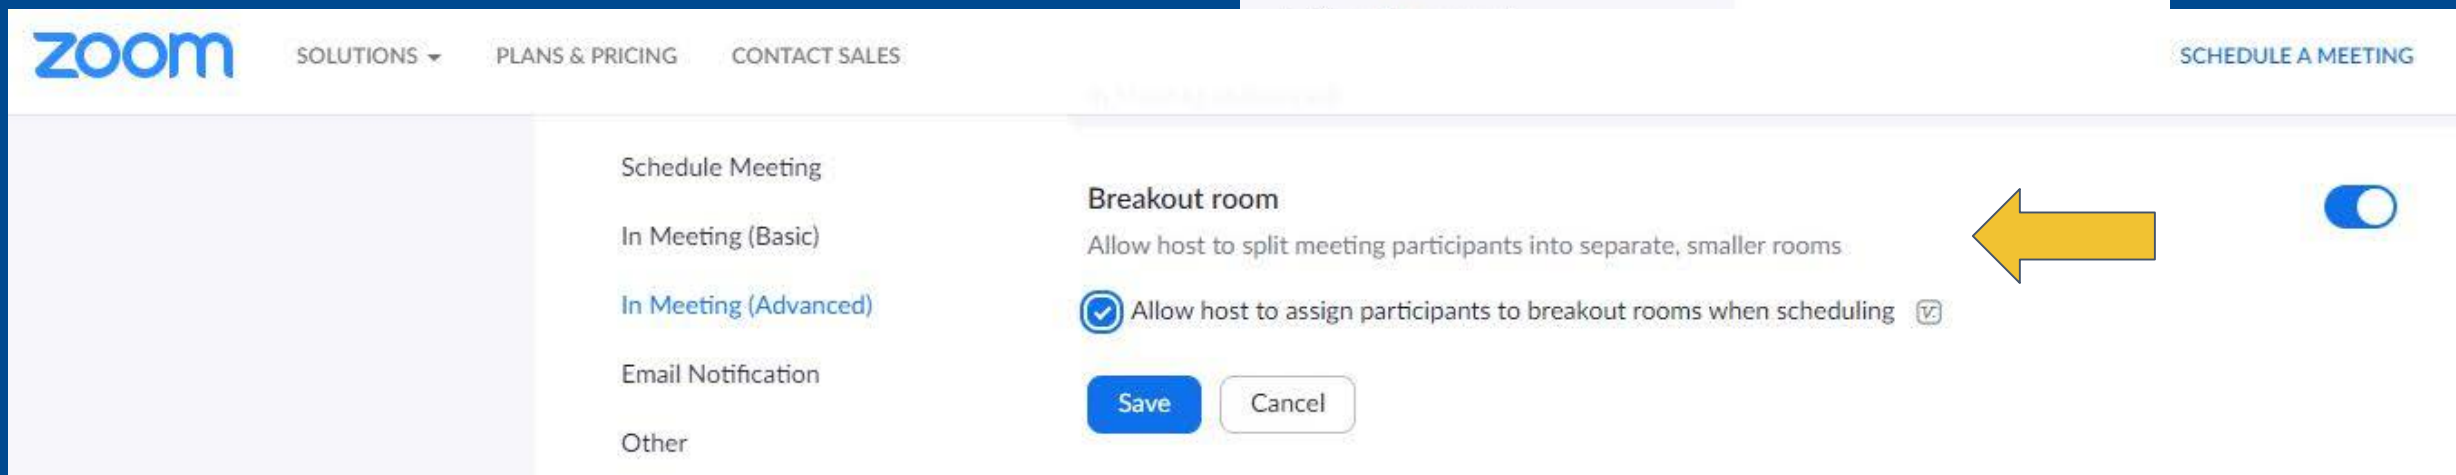 zoom SOLUTIONS PLANS & PRICING CONTACT SALES SCHEDULE A MEETING
Schedule Meeting
In Meeting (Basic)
In Meeting (Advanced)
Email Notification
Other
Breakout room
Allow host to split meeting participants into separate, smaller rooms
Allow host to assign participants to breakout rooms when scheduling
Save Cancel